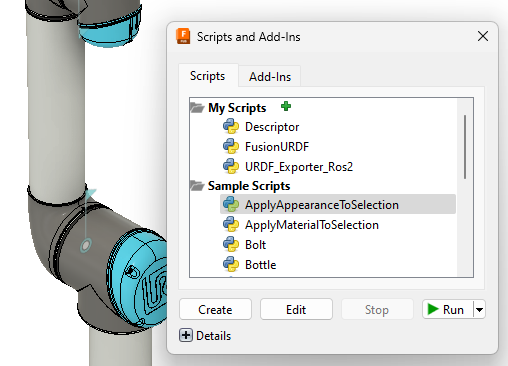 Scripts and Add-Ins
Scripts
Add-Ins
My Scripts
Descriptor
FusionURDF
URDF_Exporter_Ros2
Sample Scripts
ApplyAppearanceToSelection
ApplyMaterialToSelection
Bolt
Bottle
Create
Edit
Stop
Run
Details